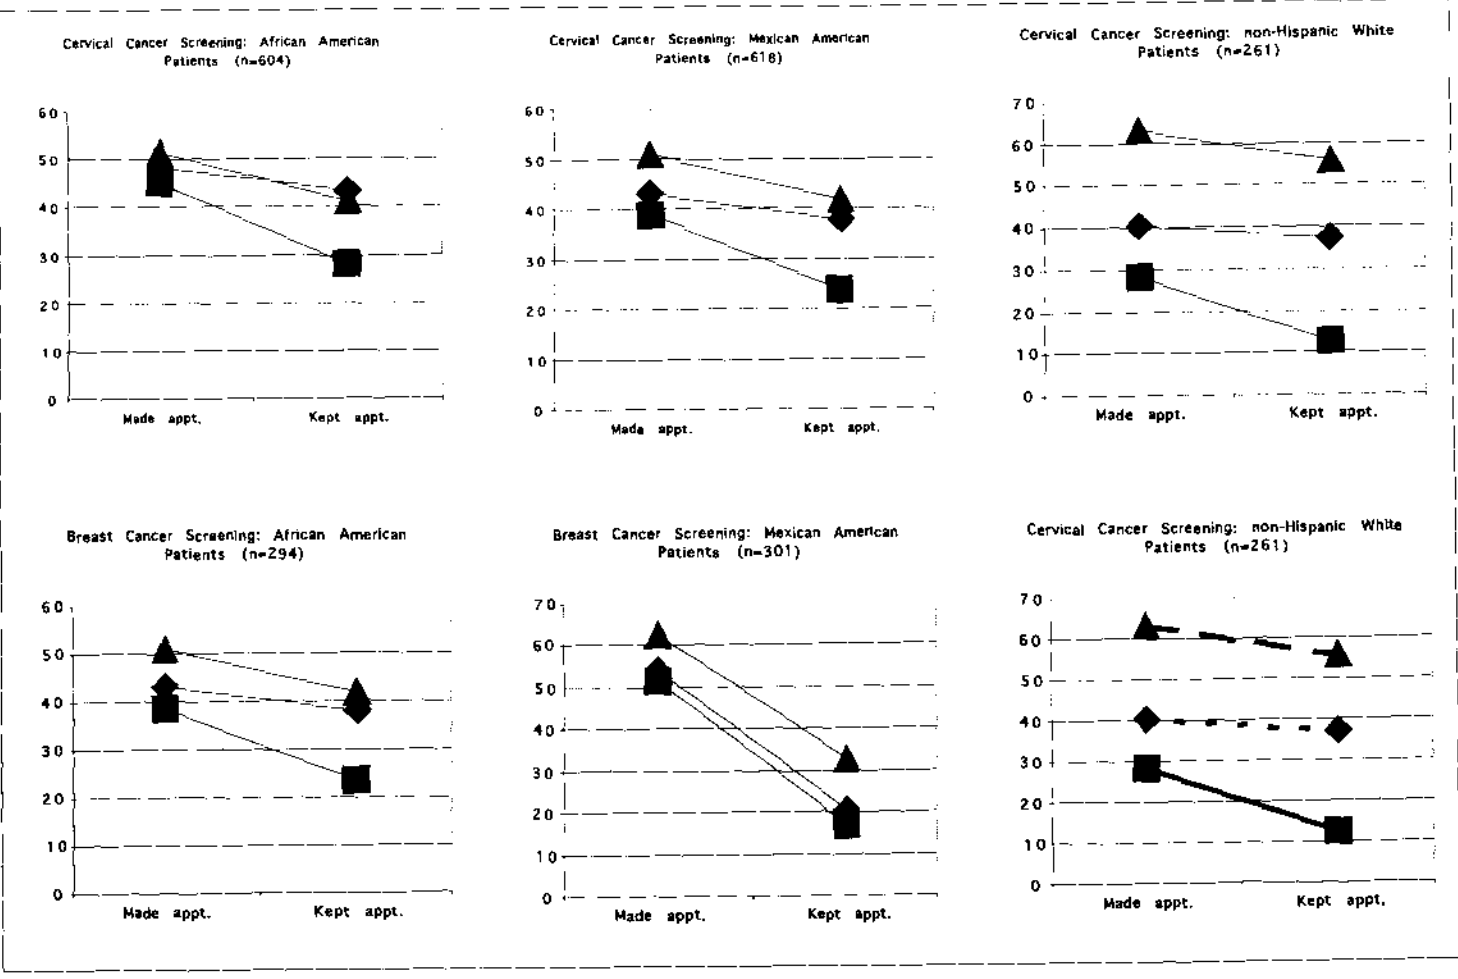 Cervical Cancer Screening: African American
Patients (n=604)
60
50
40
30
20
10
0
Made appt.
Kept appt.
Cervical Cancer Screening: Mexican American
Patients (n=618)
60
50
40
30
20
10
0
Made appt.
Kept appt.
Cervical Cancer Screening: non-Hispanic White
Patients (n=261)
70
60
50
40
30
20
10
0
Made appt.
Kept appt.
Breast Cancer Screening: African American
Patients (n=294)
60
50
40
30
20
10
0
Made appt.
Kept appt.
Breast Cancer Screening: Mexican American
Patients (n=301)
70
60
50
40
30
20
10
0
Made appt.
Kept appt.
Cervical Cancer Screening: non-Hispanic White
Patients (n=261)
70
60
50
40
30
20
10
0
Made appt.
Kept appt.